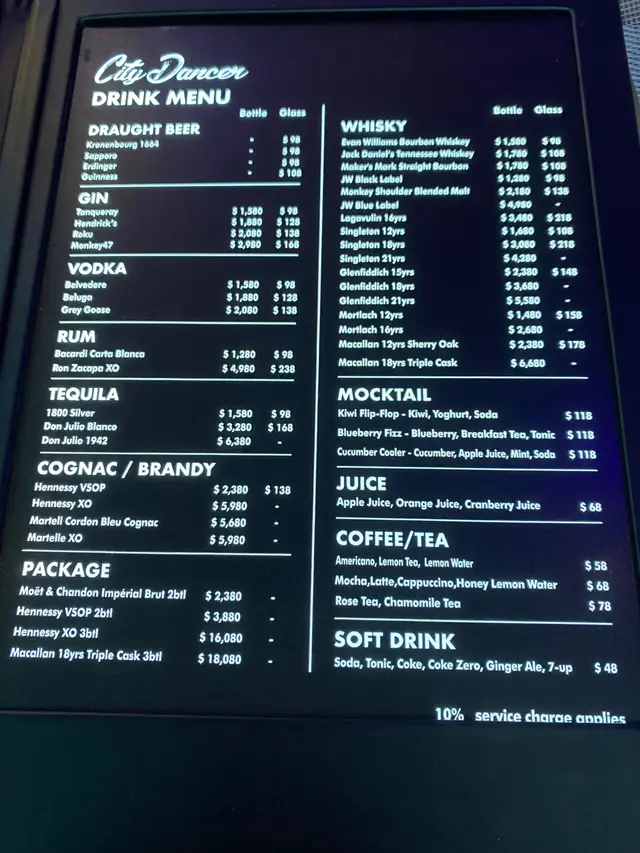 City Dancer
DRINK MENU
Bottle Glass
DRAUGHT BEER
Kronenbourg 1664 - $ 98
Sapporo - $ 98
Erdinger - $ 98
Guinness - $ 108
GIN
Tanqueray $ 1,580 $ 98
Hendrick's $ 1,880 $ 128
Roku $ 2,080 $ 138
Monkey47 $ 2,980 $ 168
VODKA
Belvedere $ 1,580 $ 98
Beluga $ 1,880 $ 128
Grey Goose $ 2,080 $ 138
RUM
Bacardi Carta Blanca $ 1,280 $ 98
Ron Zacapa XO $ 4,980 $ 238
TEQUILA
1800 Silver $ 1,580 $ 98
Don Julio Blanco $ 3,280 $ 168
Don Julio 1942 $ 6,380 -
COGNAC / BRANDY
Hennessy VSOP $ 2,380 $ 138
Hennessy XO $ 5,980 -
Martell Cordon Bleu Cognac $ 5,680 -
Martelle XO $ 5,980 -
PACKAGE
Moët & Chandon Impérial Brut 2btl $ 2,380 -
Hennessy VSOP 2btl $ 3,880 -
Hennessy XO 3btl $ 16,080 -
Macallan 18yrs Triple Cask 3btl $ 18,080 -
Bottle Glass
WHISKY
Evan Williams Bourbon Whiskey $ 1,580 $ 98
Jack Daniel's Tennessee Whiskey $ 1,780 $ 108
Maker's Mark Straight Bourbon $ 1,780 $ 108
JW Black Label $ 1,280 $ 98
Monkey Shoulder Blended Malt $ 2,180 $ 138
JW Blue Label $ 4,980 -
Lagavulin 16yrs $ 3,480 $ 218
Singleton 12yrs $ 1,680 $ 108
Singleton 18yrs $ 3,080 $ 218
Singleton 21yrs $ 4,280 -
Glenfiddich 15yrs $ 2,380 $ 148
Glenfiddich 18yrs $ 3,680 -
Glenfiddich 21yrs $ 5,580 -
Mortlach 12yrs $ 1,480 $ 158
Mortlach 16yrs $ 2,680 -
Macallan 12yrs Sherry Oak $ 2,380 $ 178
Macallan 18yrs Triple Cask $ 6,680 -
MOCKTAIL
Kiwi Flip-Flop - Kiwi, Yoghurt, Soda $ 118
Blueberry Fizz - Blueberry, Breakfast Tea, Tonic $ 118
Cucumber Cooler - Cucumber, Apple Juice, Mint, Soda $ 118
JUICE
Apple Juice, Orange Juice, Cranberry Juice $ 68
COFFEE/TEA
Americano, Lemon Tea, Lemon Water $ 58
Mocha,Latte,Cappuccino,Honey Lemon Water $ 68
Rose Tea, Chamomile Tea $ 78
SOFT DRINK
Soda, Tonic, Coke, Coke Zero, Ginger Ale, 7-up $ 48
10% service charge applies